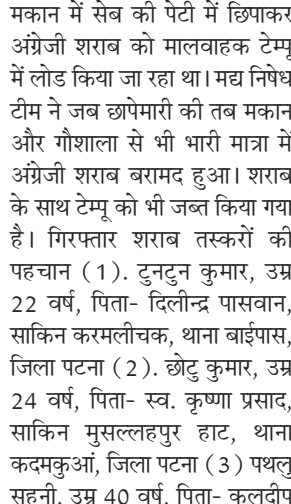 मकान में सेब की पेटी में छिपाकर
अंग्रेजी शराब को मालवाहक टेम्पू
में लोड किया जा रहा था। मद्य निषेध
टीम ने जब छापेमारी की तब मकान
और गौशाला से भी भारी मात्रा में
अंग्रेजी शराब बरामद हुआ। शराब
के साथ टेम्पू को भी जब्त किया गया
है। गिरफ्तार शराब तस्करों की
पहचान (1). टुनटुन कुमार, उम्र
22 वर्ष, पिता- दिलीन्द्र पासवान,
साकिन करमलीचक, थाना बाईपास,
जिला पटना (2). छोटु कुमार, उम्र
24 वर्ष, पिता- स्व. कृष्णा प्रसाद,
साकिन मुसल्लहपुर हाट, थाना
कदमकुआं, जिला पटना (3) पथलु
सहनी, उम्र 40 वर्ष, पिता- कुलदीप